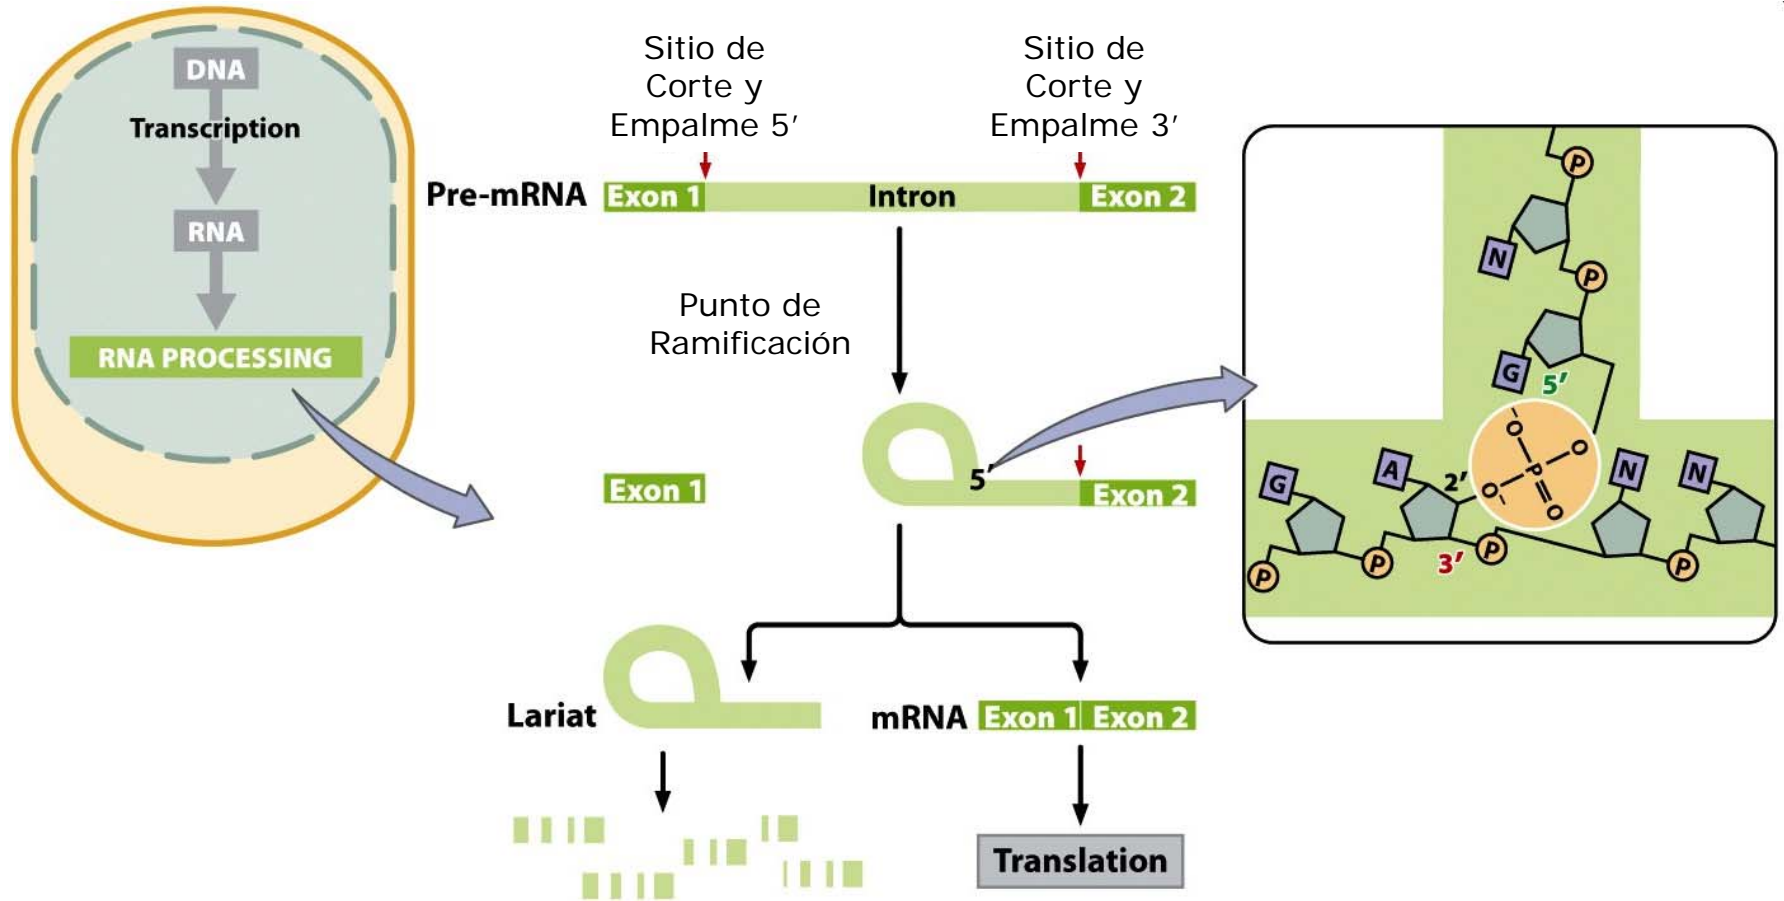 DNA
Transcription
RNA
RNA PROCESSING
Sitio de
Corte y
Empalme 5′
Sitio de
Corte y
Empalme 3′
Pre-mRNA
Exon 1
Intron
Exon 2
Punto de
Ramificación
Exon 1
5′
Exon 2
Lariat
mRNA
Exon 1
Exon 2
Translation
P
N
P
G
5′
O⁻
O
P
O⁻
O
G
A
2′
N
N
P
P
3′
P
P